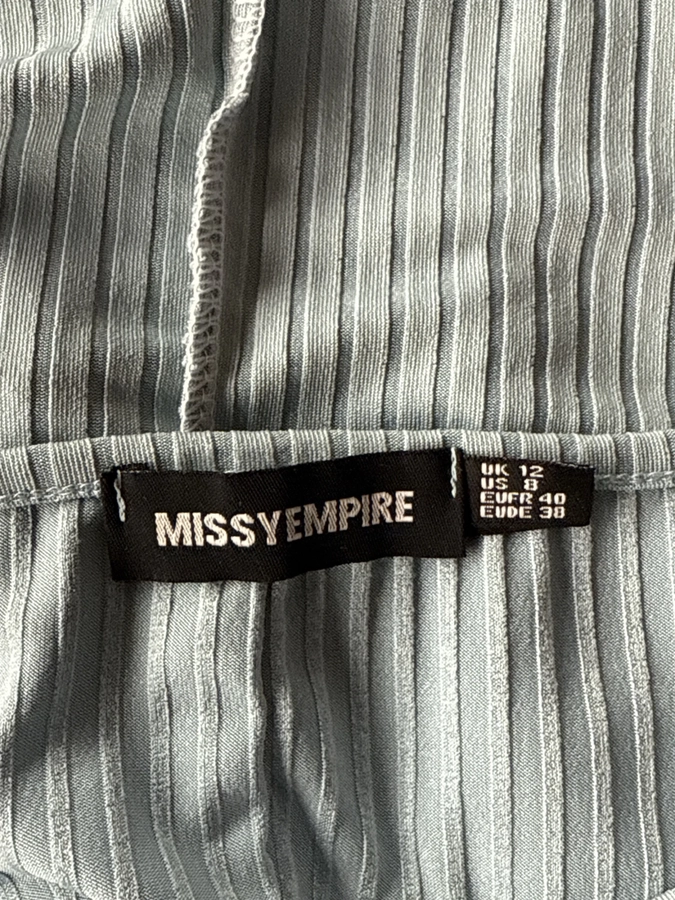 MISSYEMPIRE
UK 12
US 8
EUFR 40
EUDE 38